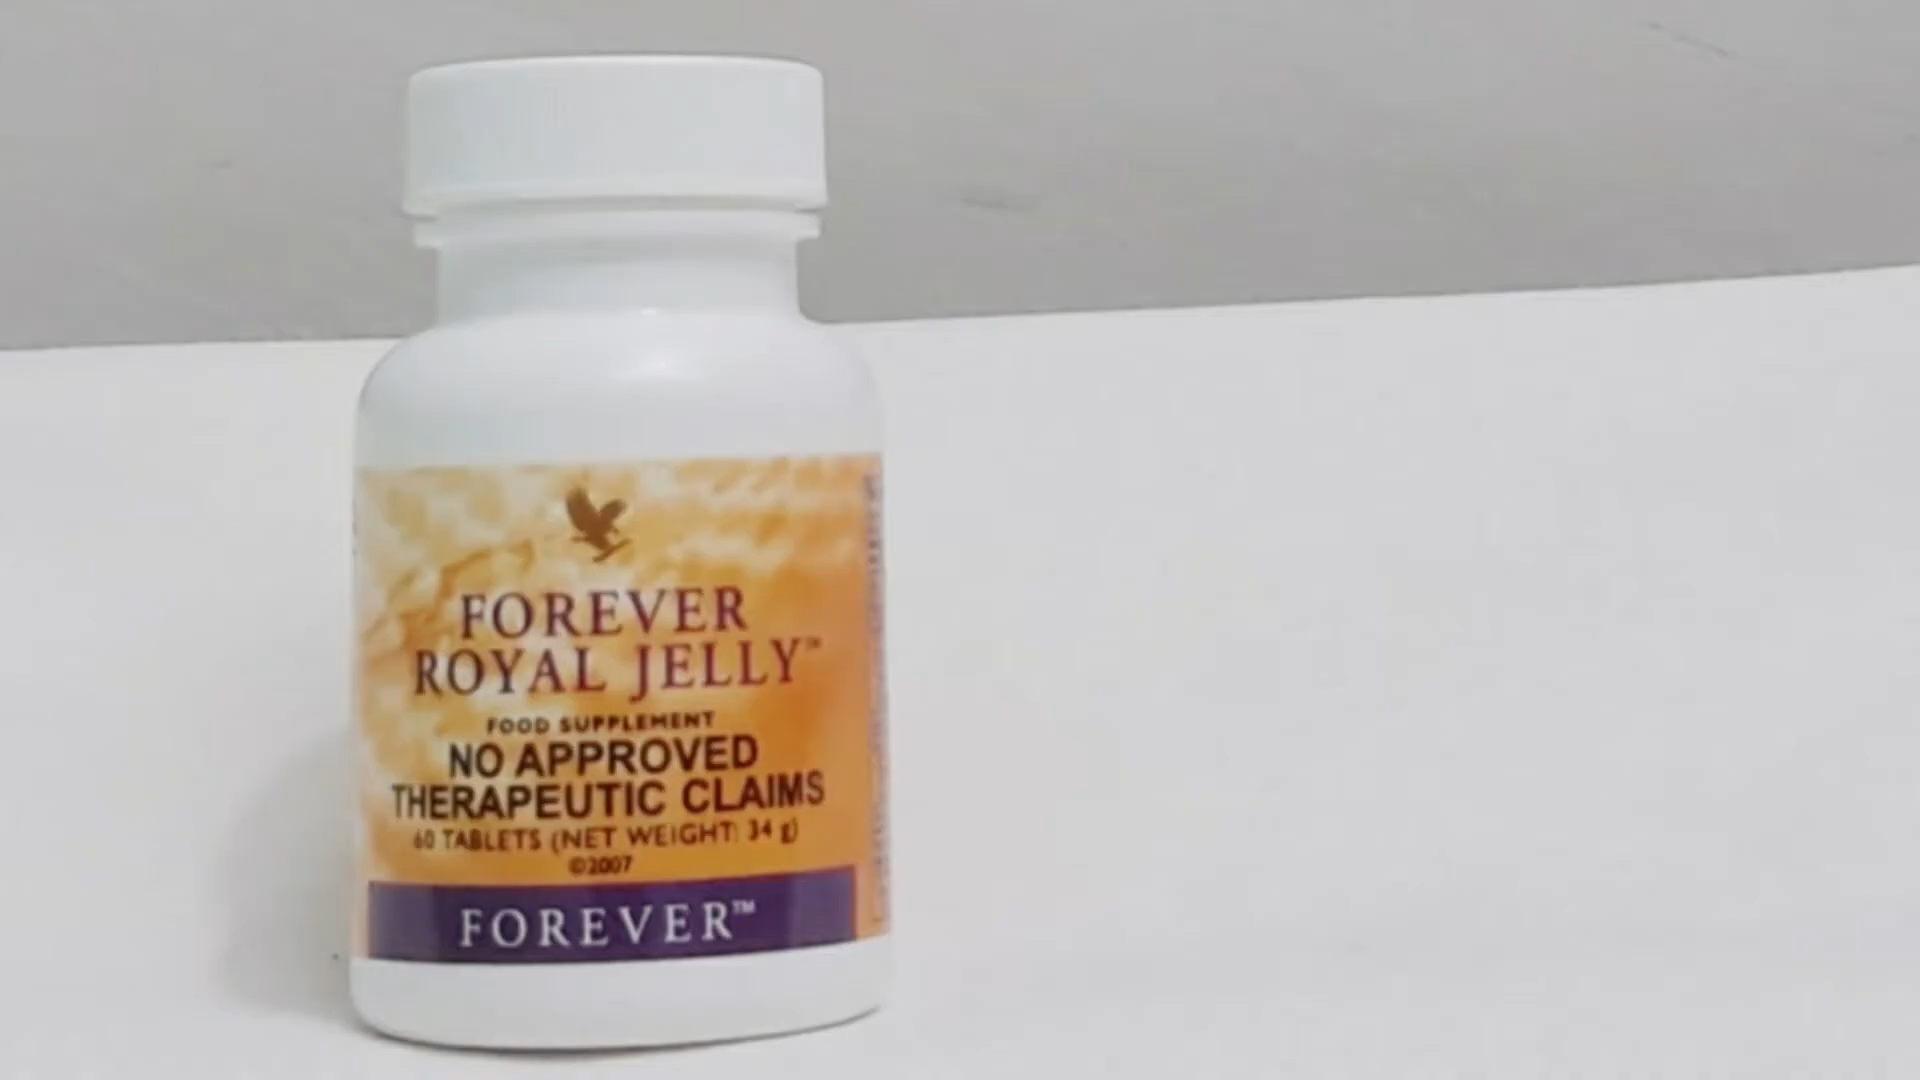 FOREVER
ROYAL JELLY™
FOOD SUPPLEMENT
NO APPROVED
THERAPEUTIC CLAIMS
60 TABLETS (NET WEIGHT: 34 g)
©2007
FOREVER™